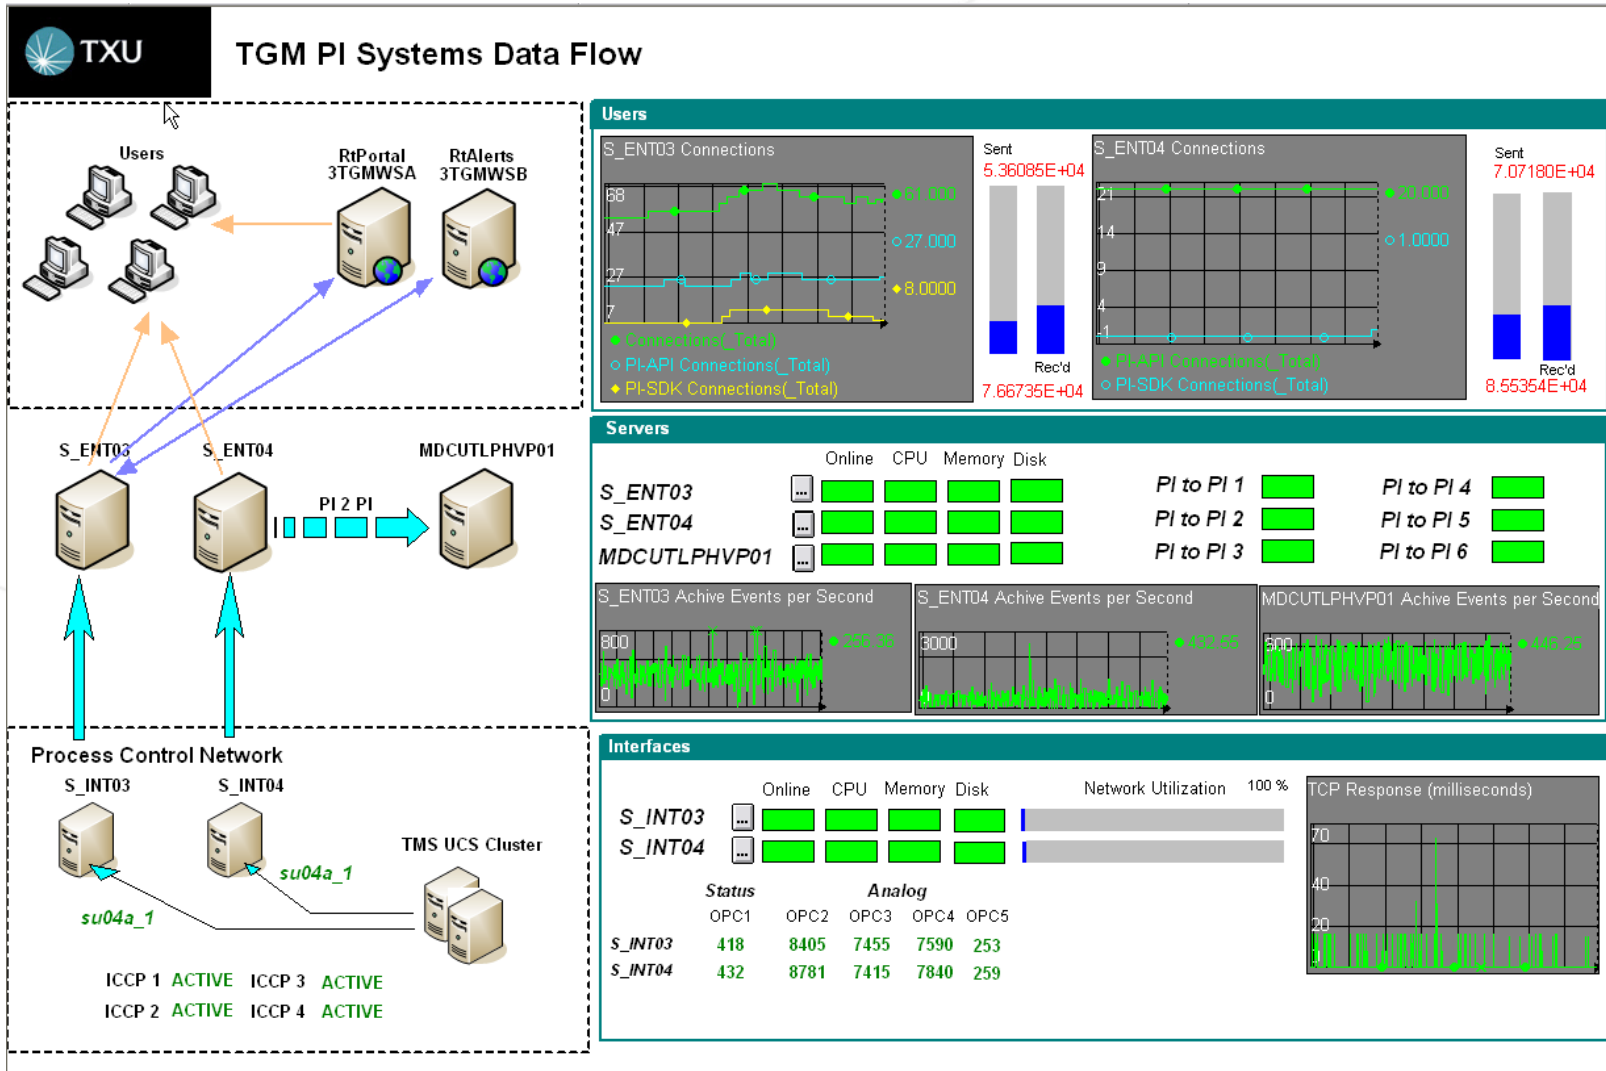 TXU
TGM PI Systems Data Flow
Users
RtPortal
3TGMWSA
RtAlerts
3TGMWSB
S_ENT03
S_ENT04
MDCUTLPHVP01
PI 2 PI
Process Control Network
S_INT03
S_INT04
TMS UCS Cluster
su04a_1
su04a_1
ICCP 1 ACTIVE ICCP 3 ACTIVE
ICCP 2 ACTIVE ICCP 4 ACTIVE
Users
S_ENT03 Connections
68
47
27
7
61.000
27.000
8.0000
Connections(_Total)
PI-API Connections(_Total)
PI-SDK Connections(_Total)
Sent
5.36085E+04
Rec'd
7.66735E+04
S_ENT04 Connections
21
14
9
4
-1
20.000
1.0000
PI-API Connections(_Total)
PI-SDK Connections(_Total)
Sent
7.07180E+04
Rec'd
8.55354E+04
Servers
Online CPU Memory Disk
S_ENT03 ...
S_ENT04 ...
MDCUTLPHVP01 ...
PI to PI 1 PI to PI 4
PI to PI 2 PI to PI 5
PI to PI 3 PI to PI 6
S_ENT03 Achive Events per Second
800
0
256.36
S_ENT04 Achive Events per Second
3000
432.55
MDCUTLPHVP01 Achive Events per Second
0
446.25
Interfaces
Online CPU Memory Disk Network Utilization 100 %
S_INT03 ...
S_INT04 ...
Status Analog
OPC1 OPC2 OPC3 OPC4 OPC5
S_INT03 418 8405 7455 7590 253
S_INT04 432 8781 7415 7840 259
TCP Response (milliseconds)
70
40
20